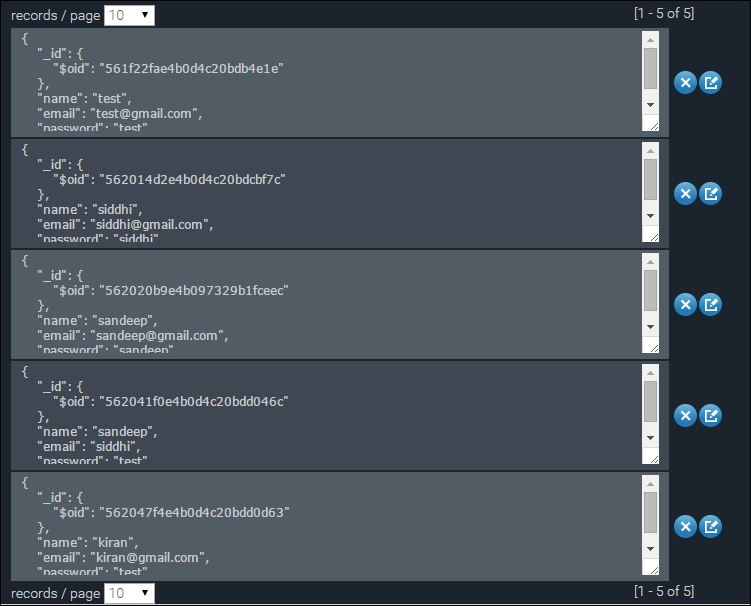 records / page 10 [1 - 5 of 5]
{
"_id": {
"$oid": "561f22fae4b0d4c20bdb4e1e"
},
"name": "test",
"email": "test@gmail.com",
"password": "test"
{
"_id": {
"$oid": "562014d2e4b0d4c20bdcbf7c"
},
"name": "siddhi",
"email": "siddhi@gmail.com",
"password": "siddhi"
{
"_id": {
"$oid": "562020b9e4b097329b1fceec"
},
"name": "sandeep",
"email": "sandeep@gmail.com",
"password": "sandeep"
{
"_id": {
"$oid": "562041f0e4b0d4c20bdd046c"
},
"name": "sandeep",
"email": "siddhi",
"password": "test"
{
"_id": {
"$oid": "562047f4e4b0d4c20bdd0d63"
},
"name": "kiran",
"email": "kiran@gmail.com",
"password": "test"
records / page 10 [1 - 5 of 5]